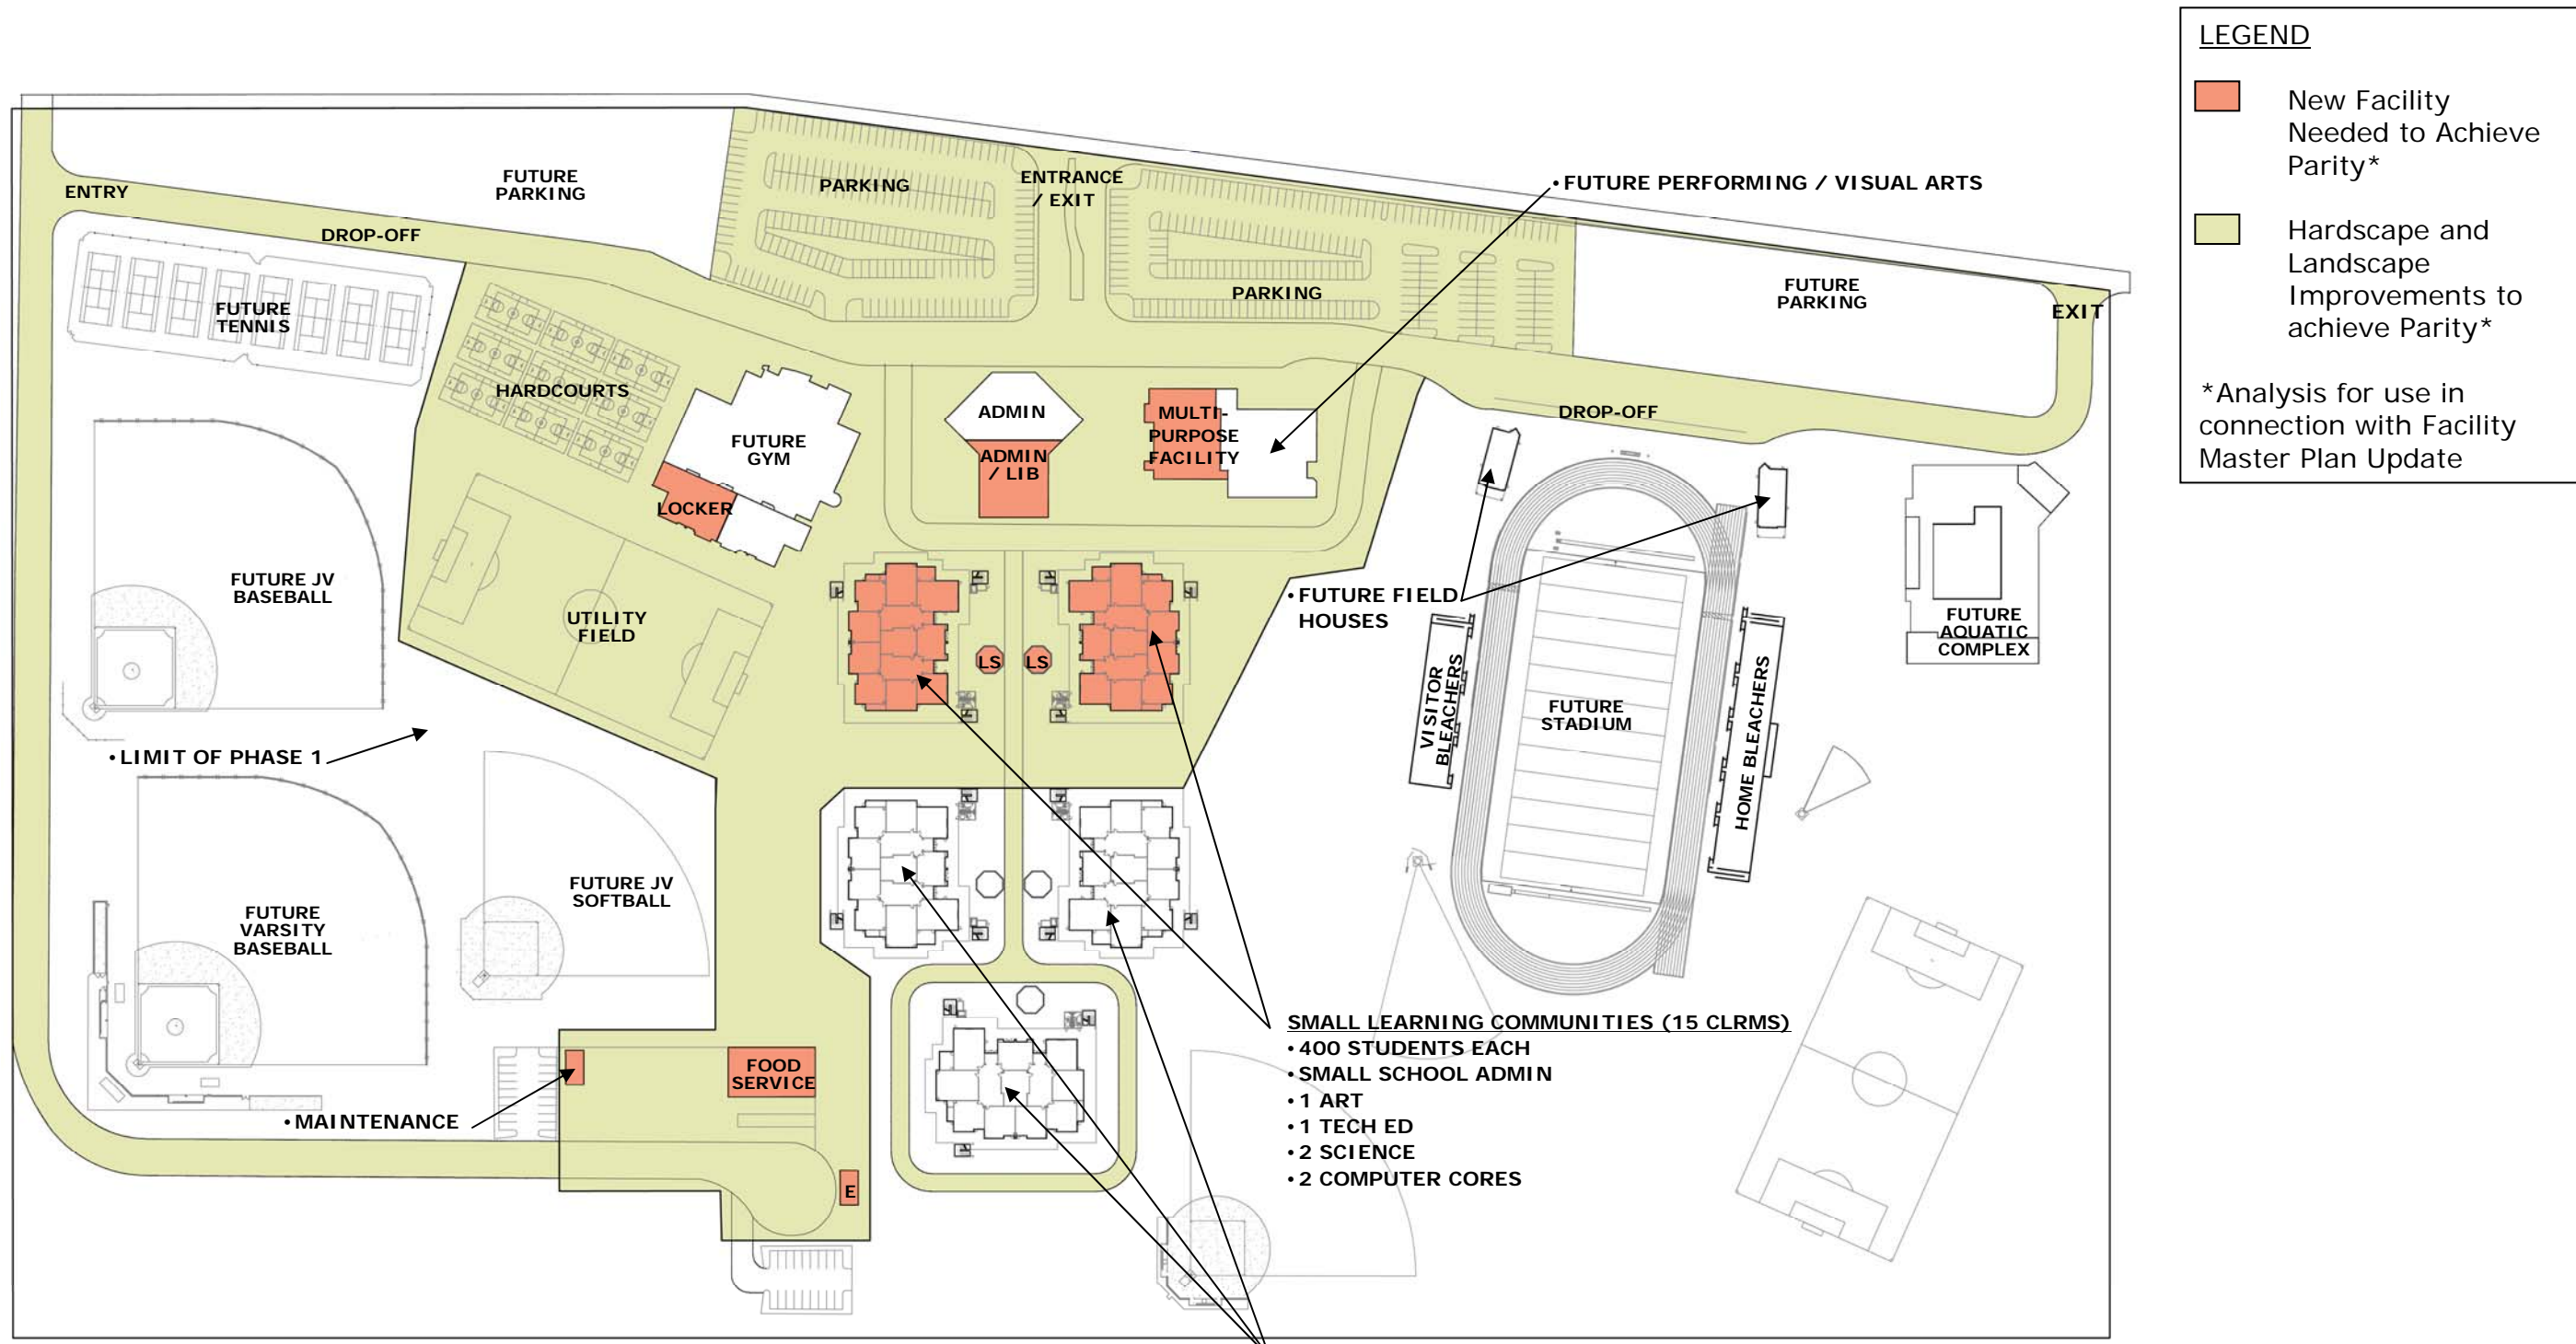 LEGEND
New Facility
Needed to Achieve
Parity*
Hardscape and
Landscape
Improvements to
achieve Parity*
*Analysis for use in
connection with Facility
Master Plan Update
ENTRY
FUTURE
PARKING
DROP-OFF
PARKING
ENTRANCE
/ EXIT
PARKING
•FUTURE PERFORMING / VISUAL ARTS
FUTURE
PARKING
EXIT
FUTURE
TENNIS
HARDCOURTS
FUTURE
GYM
LOCKER
ADMIN
ADMIN
/ LIB
MULTI-
PURPOSE
FACILITY
DROP-OFF
FUTURE JV
BASEBALL
UTILITY
FIELD
LS
LS
•FUTURE FIELD
HOUSES
VISITOR
BLEACHERS
FUTURE
STADIUM
HOME BLEACHERS
FUTURE
AQUATIC
COMPLEX
•LIMIT OF PHASE 1
FUTURE
VARSITY
BASEBALL
FUTURE JV
SOFTBALL
•MAINTENANCE
FOOD
SERVICE
E
SMALL LEARNING COMMUNITIES (15 CLRMS)
•400 STUDENTS EACH
•SMALL SCHOOL ADMIN
•1 ART
•1 TECH ED
•2 SCIENCE
•2 COMPUTER CORES